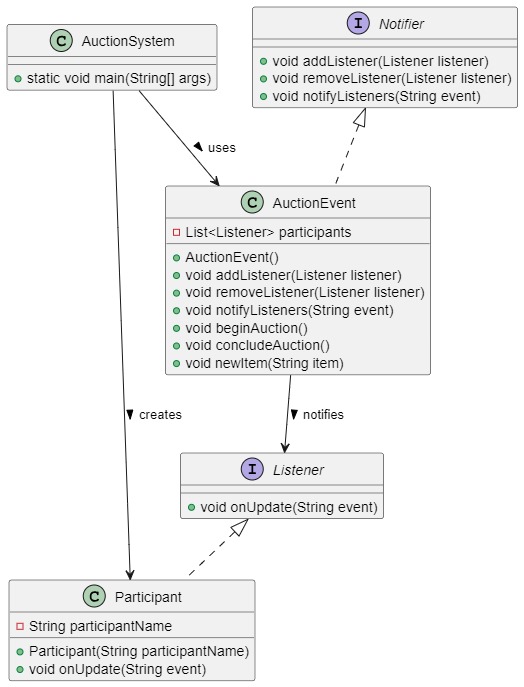 C AuctionSystem
static void main(String[] args)
I Notifier
void addListener(Listener listener)
void removeListener(Listener listener)
void notifyListeners(String event)
uses
C AuctionEvent
List<Listener> participants
AuctionEvent()
void addListener(Listener listener)
void removeListener(Listener listener)
void notifyListeners(String event)
void beginAuction()
void concludeAuction()
void newItem(String item)
creates
notifies
I Listener
void onUpdate(String event)
C Participant
String participantName
Participant(String participantName)
void onUpdate(String event)